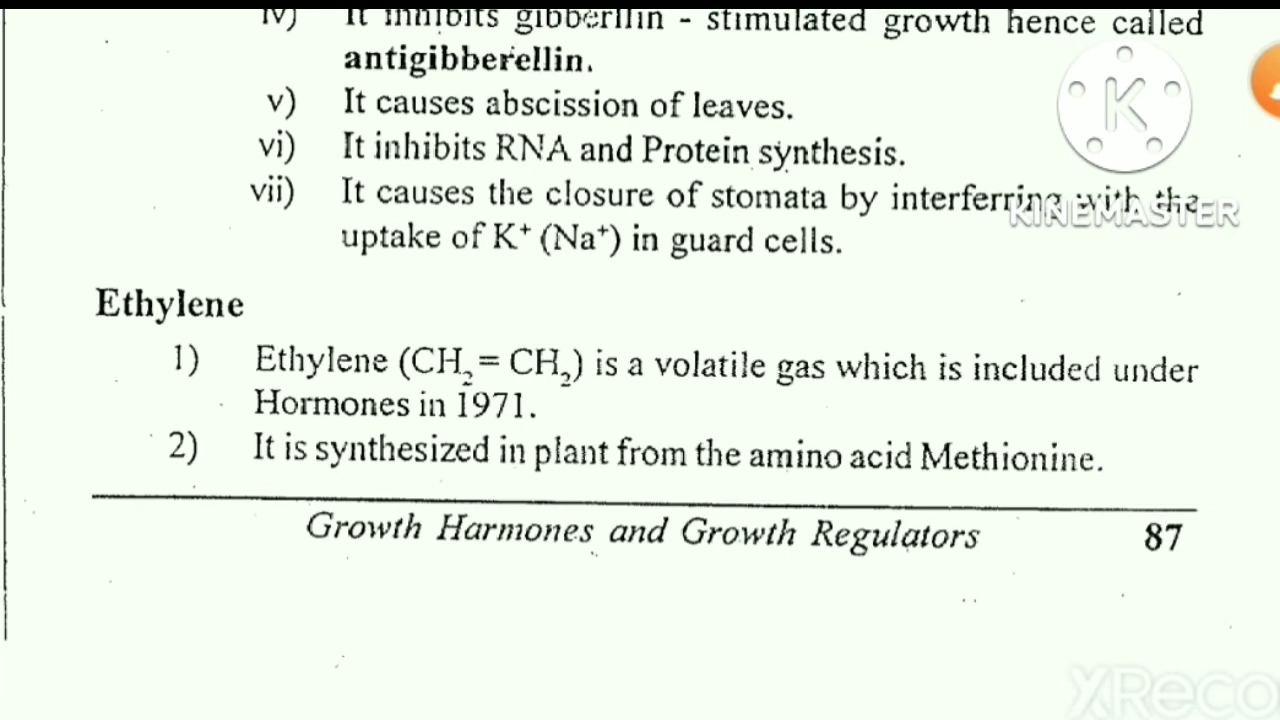 iv) It inhibits gibberllin - stimulated growth hence called
antigibberellin.
v) It causes abscission of leaves.
vi) It inhibits RNA and Protein synthesis.
vii) It causes the closure of stomata by interferring with the
uptake of K⁺ (Na⁺) in guard cells.
K
KINEMASTER
Ethylene
1) Ethylene (CH₂ = CH₂) is a volatile gas which is included under
Hormones in 1971.
2) It is synthesized in plant from the amino acid Methionine.
Growth Harmones and Growth Regulators 87
XReco